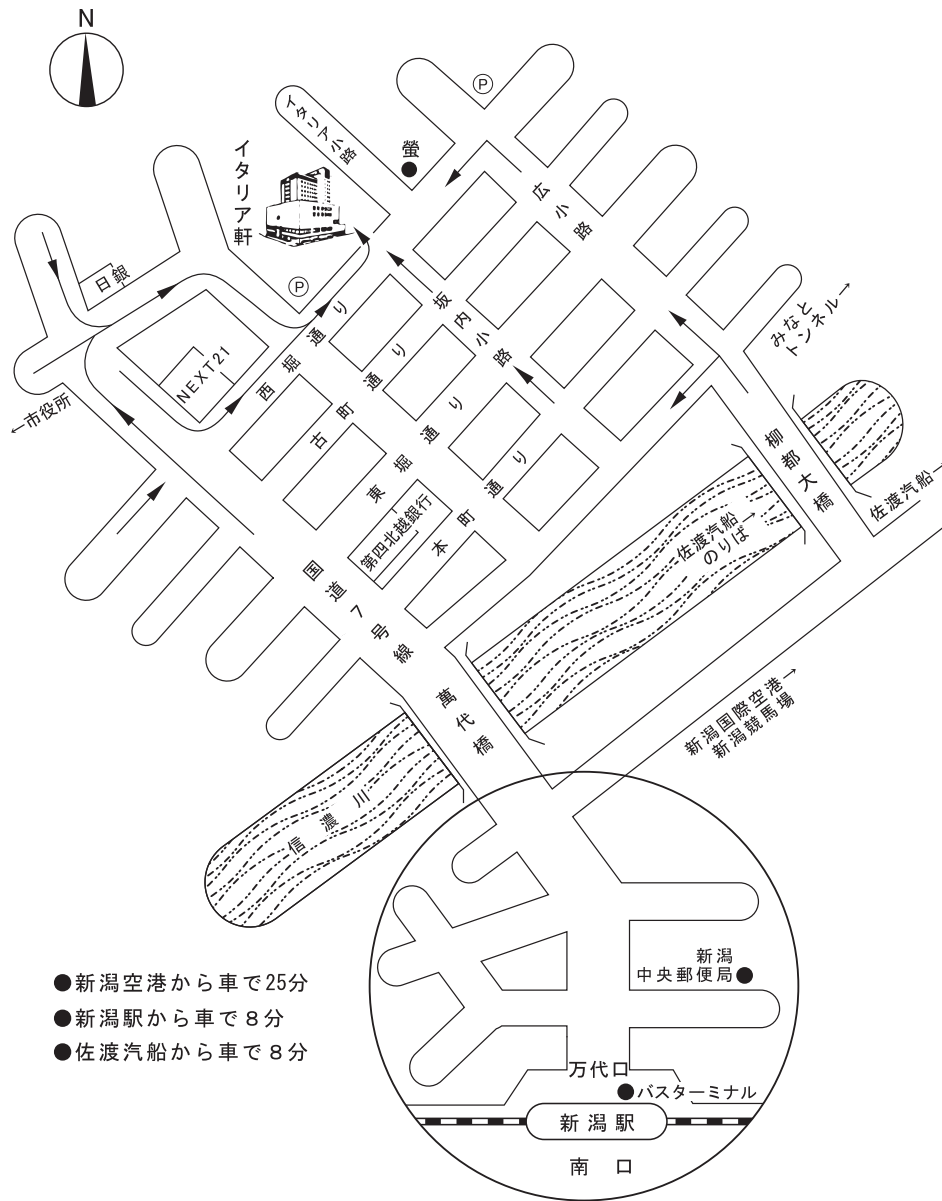 N
P
イタリア小路
螢
イタリア軒
広小路
日銀
P
西堀通り
坂内小路
みなと
トンネル→
NEXT21
古町通り
←市役所
東堀通り
柳都大橋
本町通り
第四北越銀行
佐渡汽船→
佐渡汽船→
のりば
国道7号線
萬代橋
新潟国際空港→
新潟競馬場
信濃川
新潟
中央郵便局
●新潟空港から車で25分
●新潟駅から車で8分
●佐渡汽船から車で8分
万代口
バスターミナル
新潟駅
南口